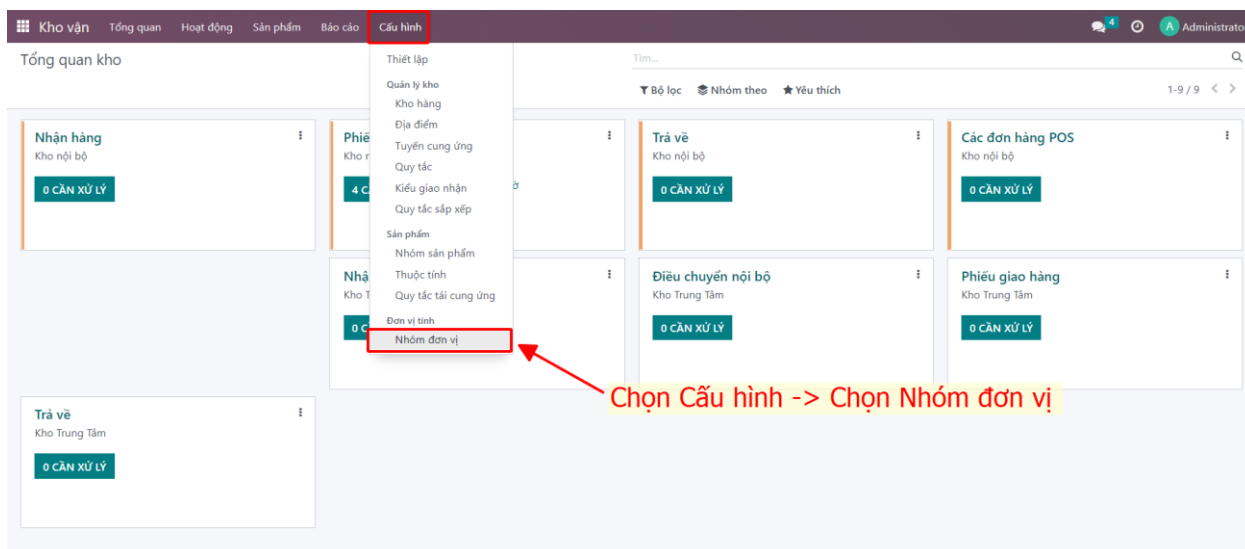 Kho vận Tổng quan Hoạt động Sản phẩm Báo cáo Cấu hình 4 A Administrato
Tổng quan kho
Tìm...
Bộ lọc Nhóm theo Yêu thích 1-9 / 9
Thiết lập
Quản lý kho
Kho hàng
Địa điểm
Tuyến cung ứng
Quy tắc
Kiểu giao nhận
Quy tắc sắp xếp
Sản phẩm
Nhóm sản phẩm
Thuộc tính
Quy tắc tái cung ứng
Đơn vị tính
Nhóm đơn vị
Nhận hàng
Kho nội bộ
0 CẦN XỬ LÝ
Trả về
Kho nội bộ
0 CẦN XỬ LÝ
Các đơn hàng POS
Kho nội bộ
0 CẦN XỬ LÝ
Điều chuyển nội bộ
Kho Trung Tâm
0 CẦN XỬ LÝ
Phiếu giao hàng
Kho Trung Tâm
0 CẦN XỬ LÝ
Chọn Cấu hình -> Chọn Nhóm đơn vị
Trả về
Kho Trung Tâm
0 CẦN XỬ LÝ